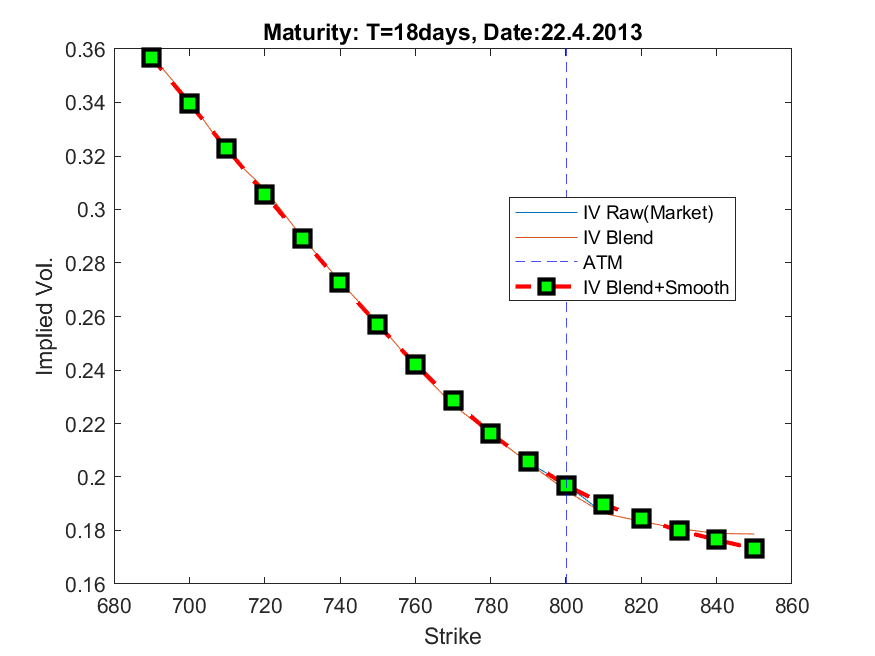 Maturity: T=18days, Date:22.4.2013
0.36
0.34
0.32
0.3
0.28
0.26
0.24
0.22
0.2
0.18
0.16
Implied Vol.
IV Raw(Market)
IV Blend
ATM
IV Blend+Smooth
680 700 720 740 760 780 800 820 840 860
Strike